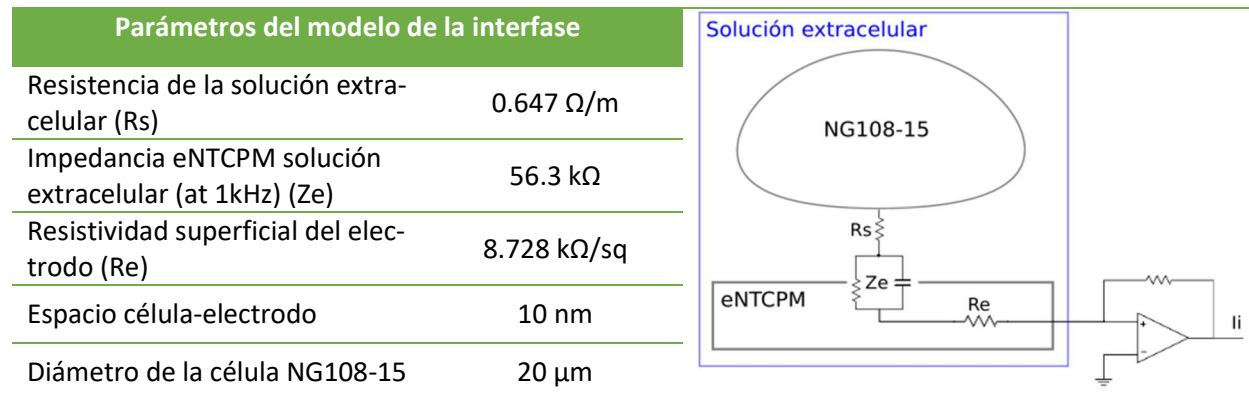 Parámetros del modelo de la interfase
Resistencia de la solución extra-
celular (Rs)
0.647 Ω/m
Impedancia eNTCPM solución
extracelular (at 1kHz) (Ze)
56.3 kΩ
Resistividad superficial del elec-
trodo (Re)
8.728 kΩ/sq
Espacio célula-electrodo
10 nm
Diámetro de la célula NG108-15
20 µm
Solución extracelular
NG108-15
Rs
Ze
eNTCPM
Re
+
-
Ii